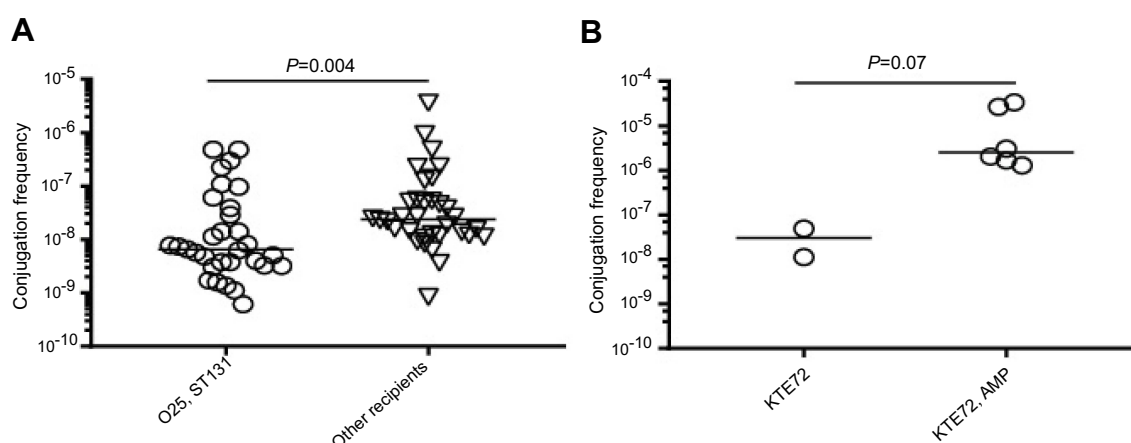 A
P=0.004
Conjugation frequency
10-5
10-6
10-7
10-8
10-9
10-10
O25, ST131
Other recipients
B
P=0.07
Conjugation frequency
10-4
10-5
10-6
10-7
10-8
10-9
10-10
KTE72
KTE72, AMP